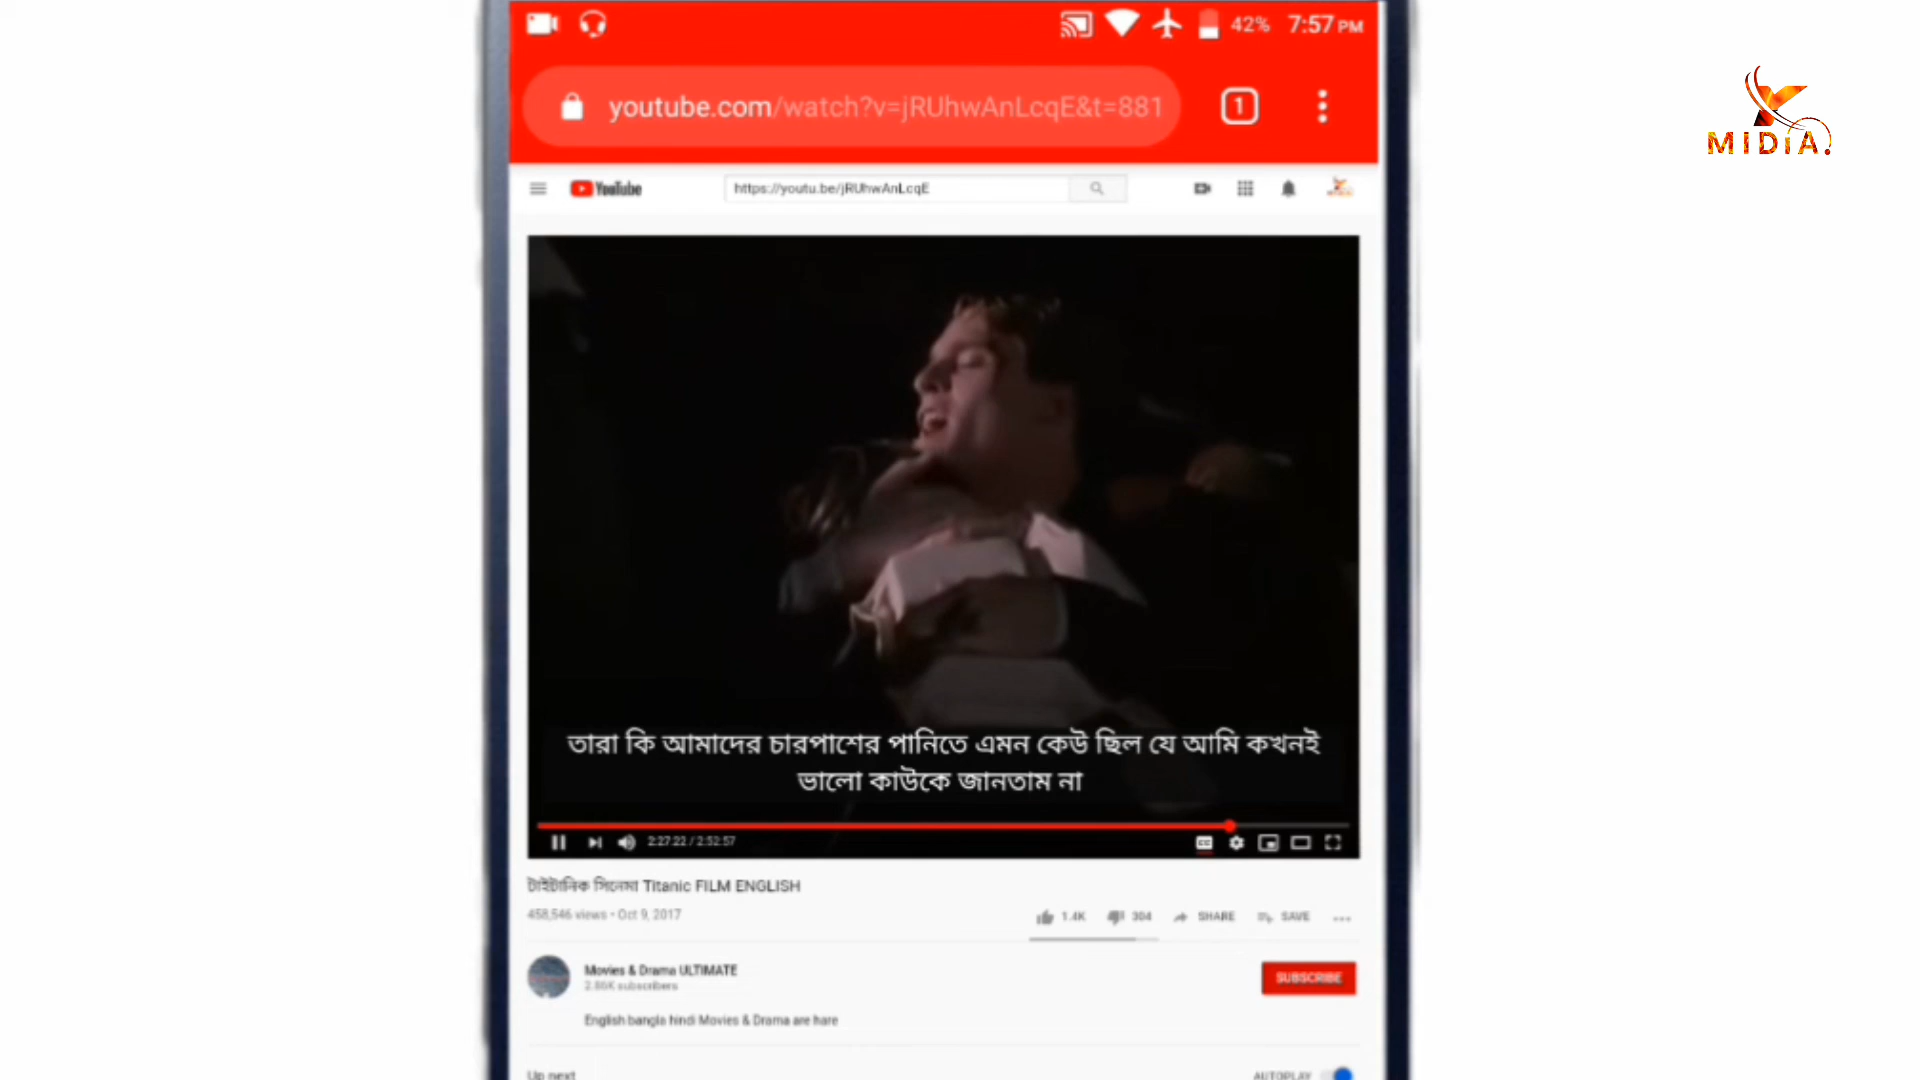 42% 7:57 PM
youtube.com/watch?v=jRUhwAnLcqE&t=881
1
MIDiA.
YouTube
https://youtu.be/jRUhwAnLcqE
তারা কি আমাদের চারপাশের পানিতে এমন কেউ ছিল যে আমি কখনই
ভালো কাউকে জানতাম না
2:27:22 / 2:52:57
টাইটানিক সিনেমা Titanic FILM ENGLISH
458,546 views • Oct 9, 2017
1.4K 304 SHARE SAVE
Movies & Drama ULTIMATE
2.86K subscribers
SUBSCRIBE
English bangla hindi Movies & Drama are hare
Up next
AUTOPLAY